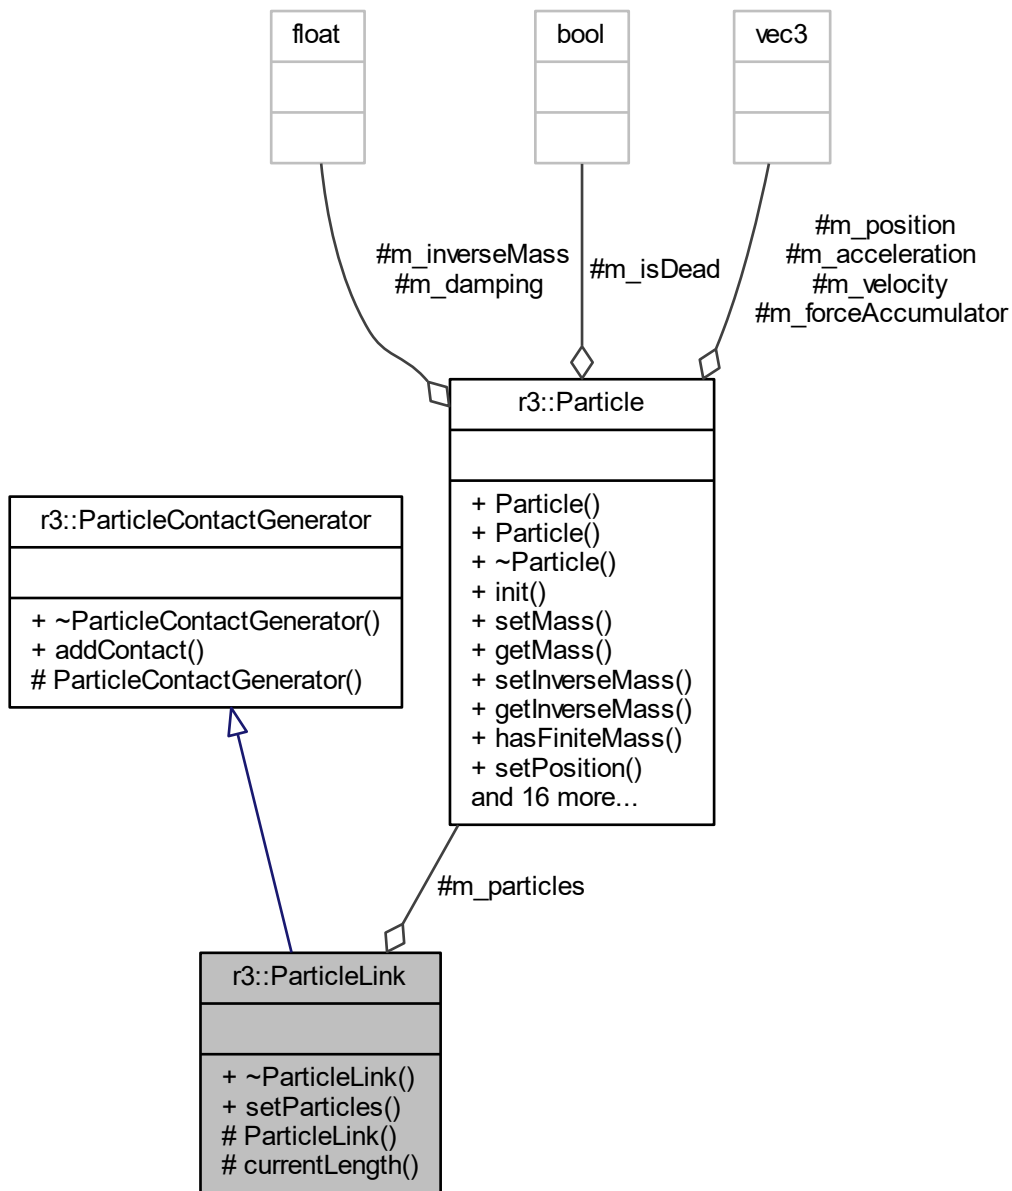 float
bool
vec3
#m_inverseMass
#m_damping
#m_isDead
#m_position
#m_acceleration
#m_velocity
#m_forceAccumulator
r3::Particle
+ Particle()
+ Particle()
+ ~Particle()
+ init()
+ setMass()
+ getMass()
+ setInverseMass()
+ getInverseMass()
+ hasFiniteMass()
+ setPosition()
and 16 more...
r3::ParticleContactGenerator
+ ~ParticleContactGenerator()
+ addContact()
# ParticleContactGenerator()
#m_particles
r3::ParticleLink
+ ~ParticleLink()
+ setParticles()
# ParticleLink()
# currentLength()